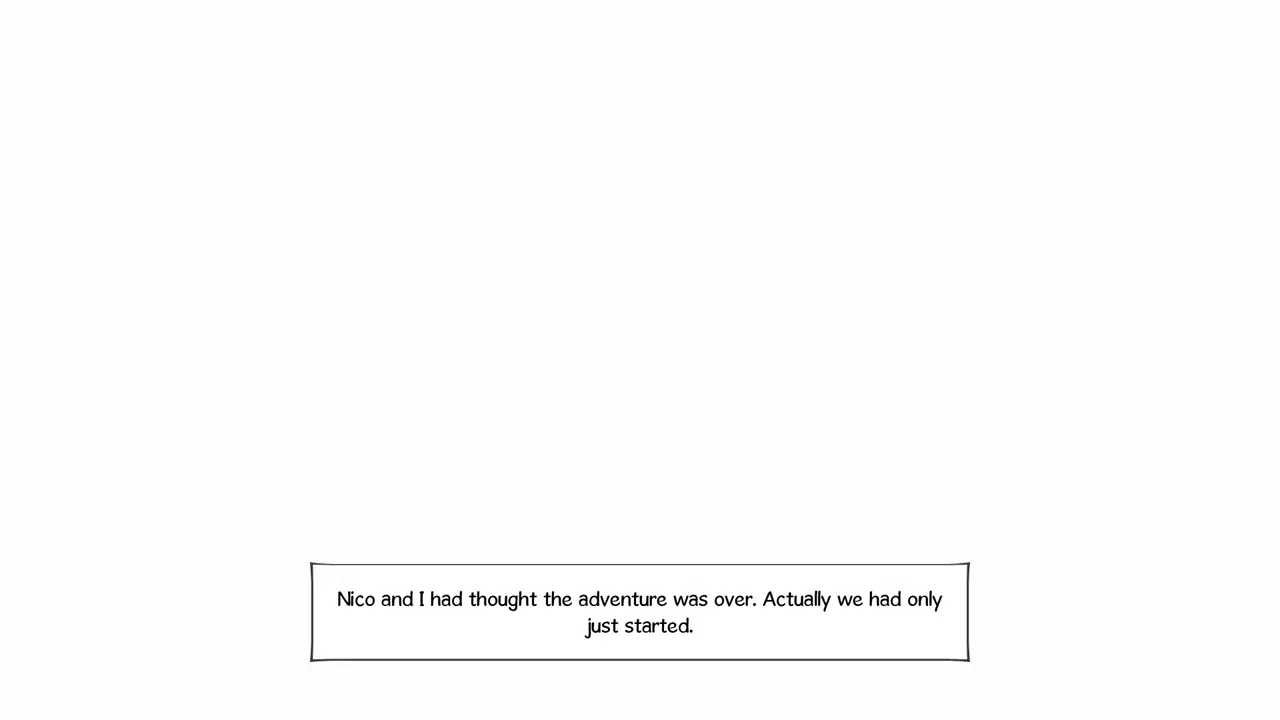 Nico and I had thought the adventure was over. Actually we had only
just started.